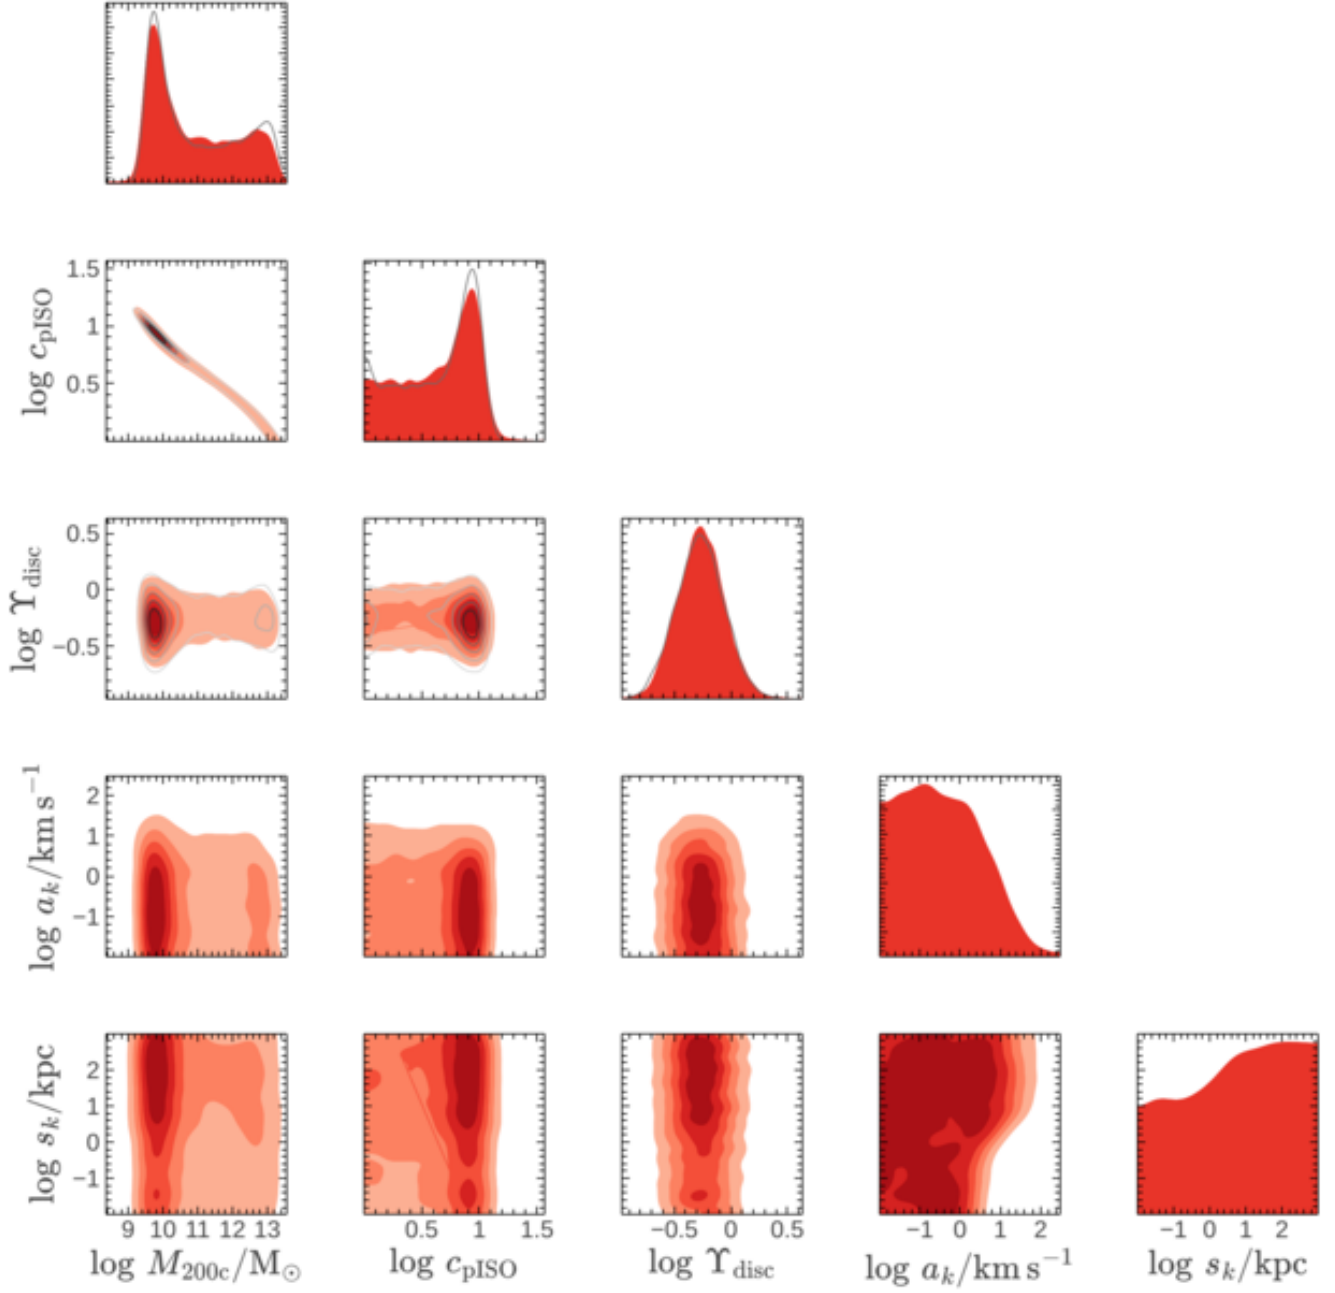 log c_pISO
1.5
1
0.5
log ϒ_disc
0.5
0
−0.5
log a_k/km s⁻¹
2
1
0
−1
log s_k/kpc
2
1
0
−1
9 10 11 12 13 0.5 1 1.5 −0.5 0 0.5 −1 0 1 2 −1 0 1 2
log M_200c/M_⊙ log c_pISO log ϒ_disc log a_k/km s⁻¹ log s_k/kpc